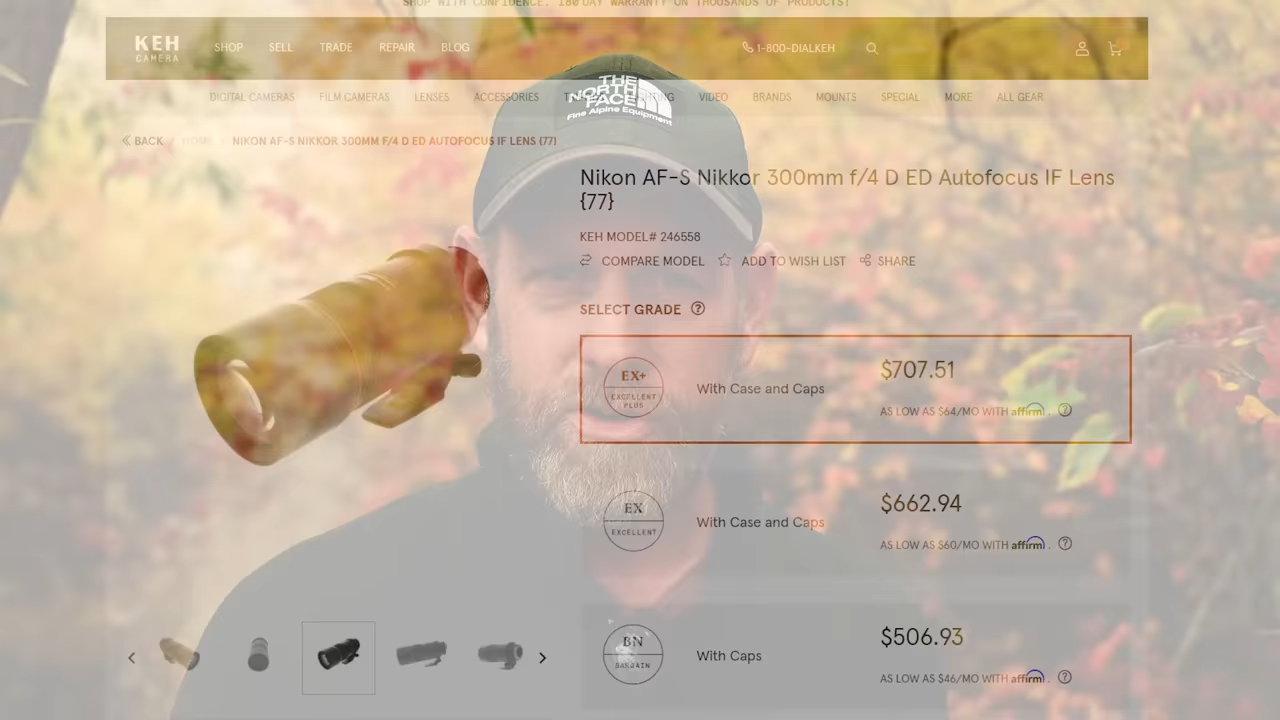 SHOP WITH CONFIDENCE. 180 DAY WARRANTY ON THOUSANDS OF PRODUCTS!
KEH
CAMERA
SHOP SELL TRADE REPAIR BLOG
1-800-DIALKEH
DIGITAL CAMERAS FILM CAMERAS LENSES ACCESSORIES VIDEO BRANDS MOUNTS SPECIAL MORE ALL GEAR
THE
NORTH
FACE
Fine Alpine Equipment
BACK / HOME / NIKON AF-S NIKKOR 300MM F/4 D ED AUTOFOCUS IF LENS {77}
Nikon AF-S Nikkor 300mm f/4 D ED Autofocus IF Lens
{77}
KEH MODEL# 246558
COMPARE MODEL ADD TO WISH LIST SHARE
SELECT GRADE ?
EX+
EXCELLENT
PLUS
With Case and Caps
$707.51
AS LOW AS $64/MO WITH affirm . ?
EX
EXCELLENT
With Case and Caps
$662.94
AS LOW AS $60/MO WITH affirm . ?
BN
BARGAIN
With Caps
$506.93
AS LOW AS $46/MO WITH affirm . ?